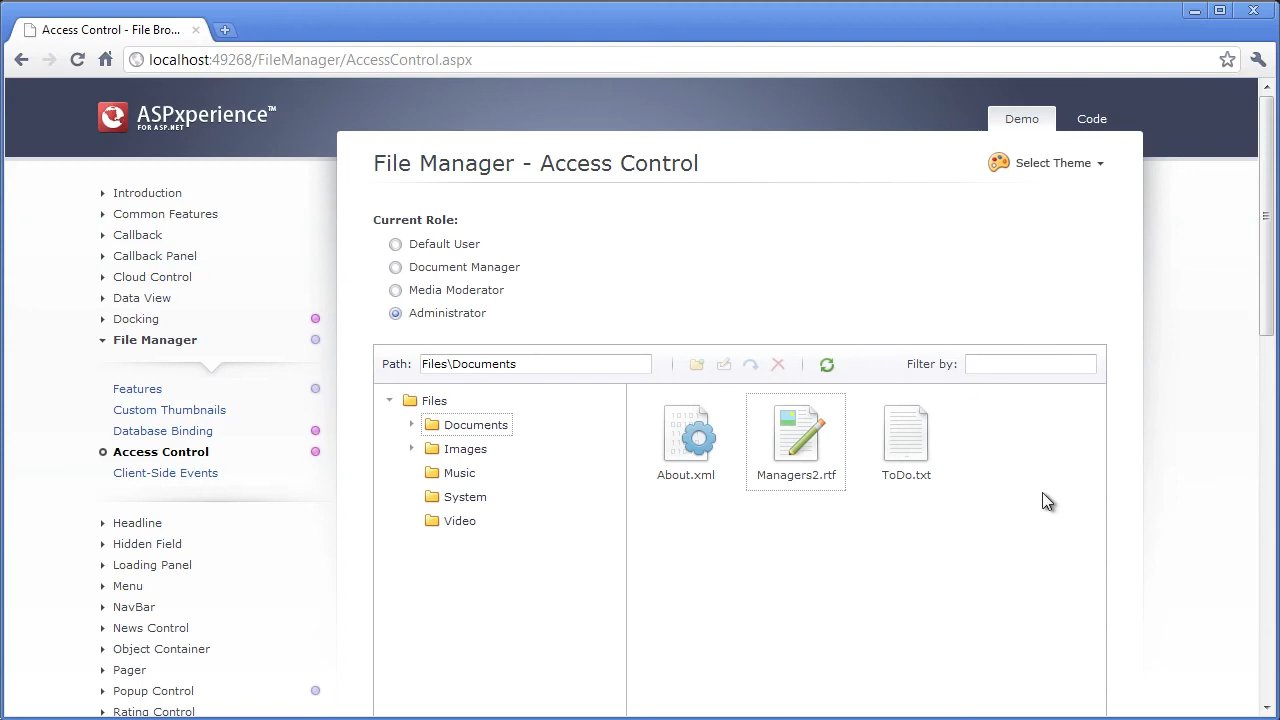 Access Control - File Bro...
localhost:49268/FileManager/AccessControl.aspx
ASPxperience™
FOR ASP.NET
Demo
Code
File Manager - Access Control
Select Theme
Introduction
Common Features
Callback
Callback Panel
Cloud Control
Data View
Docking
File Manager
Features
Custom Thumbnails
Database Binding
Access Control
Client-Side Events
Headline
Hidden Field
Loading Panel
Menu
NavBar
News Control
Object Container
Pager
Popup Control
Rating Control
Current Role:
Default User
Document Manager
Media Moderator
Administrator
Path: Files\Documents
Filter by:
Files
Documents
Images
Music
System
Video
About.xml
Managers2.rtf
ToDo.txt